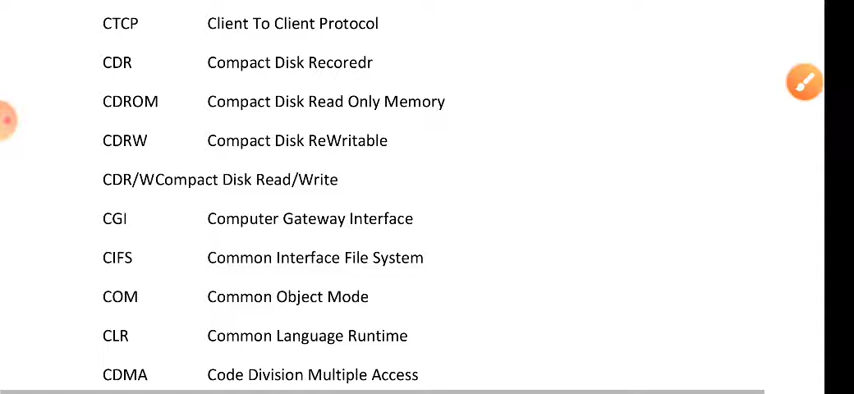 CTCP Client To Client Protocol
CDR Compact Disk Recoredr
CDROM Compact Disk Read Only Memory
CDRW Compact Disk ReWritable
CDR/WCompact Disk Read/Write
CGI Computer Gateway Interface
CIFS Common Interface File System
COM Common Object Mode
CLR Common Language Runtime
CDMA Code Division Multiple Access